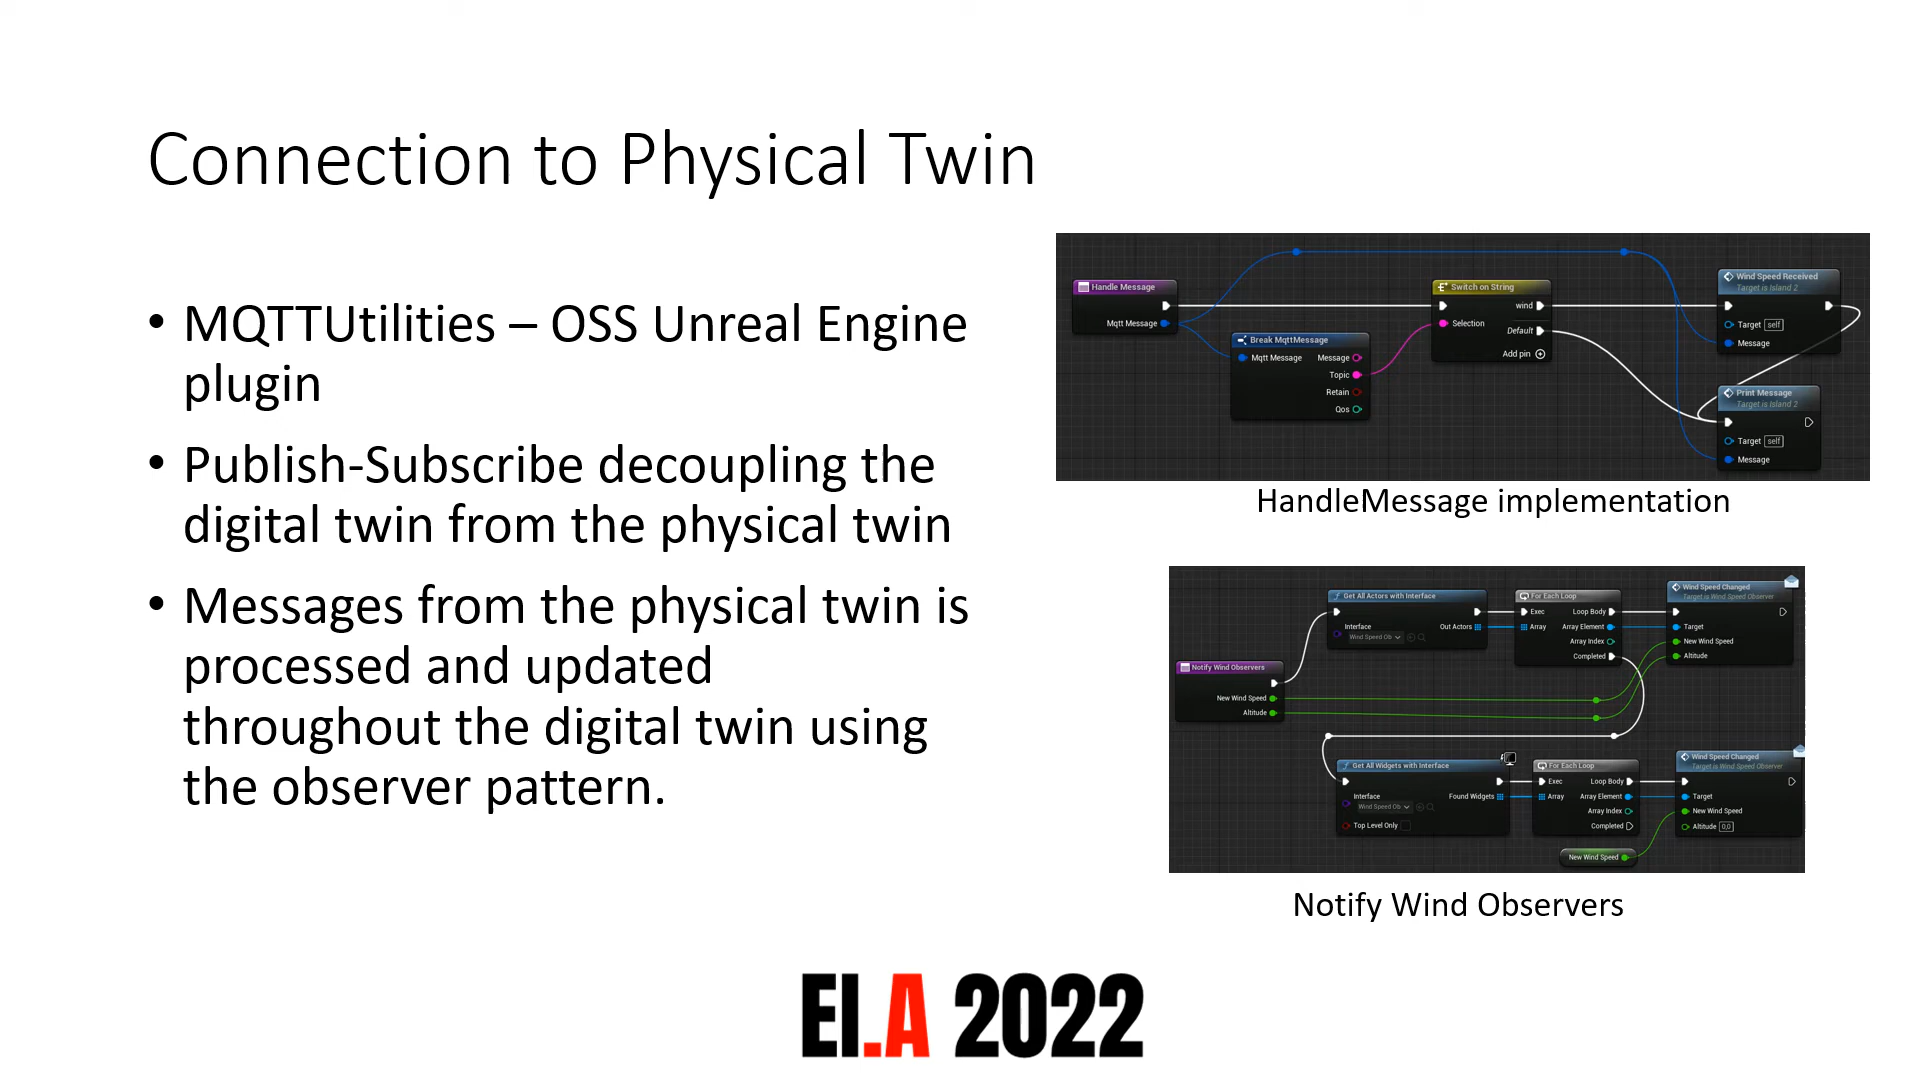 Connection to Physical Twin
• MQTTUtilities – OSS Unreal Engine
plugin
• Publish-Subscribe decoupling the
digital twin from the physical twin
• Messages from the physical twin is
processed and updated
throughout the digital twin using
the observer pattern.
Handle Message
Mqtt Message
Break MqttMessage
Mqtt Message Message
Topic
Retain
Qos
Switch on String
wind
Selection
Default
Add pin
Wind Speed Received
Target is Island 2
Target self
Message
Print Message
Target is Island 2
Target self
Message
HandleMessage implementation
Notify Wind Observers
New Wind Speed
Altitude
Get All Actors with Interface
Interface
Wind Speed Ob
Out Actors
For Each Loop
Exec Loop Body
Array Array Element
Array Index
Completed
Wind Speed Changed
Target is Wind Speed Observer
Target
New Wind Speed
Altitude
Get All Widgets with Interface
Interface
Wind Speed Ob
Found Widgets
Top Level Only
For Each Loop
Exec Loop Body
Array Array Element
Array Index
Completed
New Wind Speed
Wind Speed Changed
Target is Wind Speed Observer
Target
New Wind Speed
Altitude 0,0
Notify Wind Observers
EI.A 2022